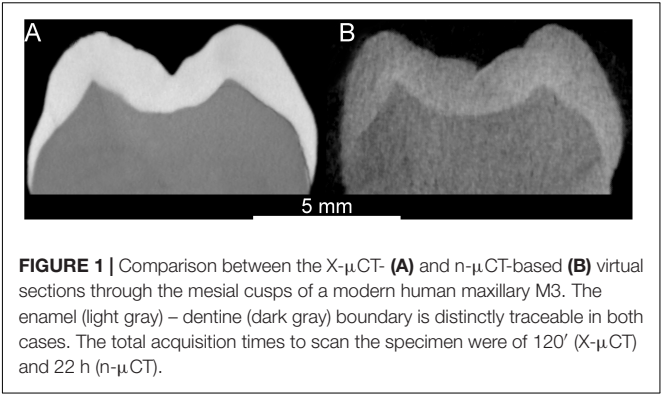 A
B
5 mm
FIGURE 1 | Comparison between the X-μCT- (A) and n-μCT-based (B) virtual
sections through the mesial cusps of a modern human maxillary M3. The
enamel (light gray) – dentine (dark gray) boundary is distinctly traceable in both
cases. The total acquisition times to scan the specimen were of 120′ (X-μCT)
and 22 h (n-μCT).